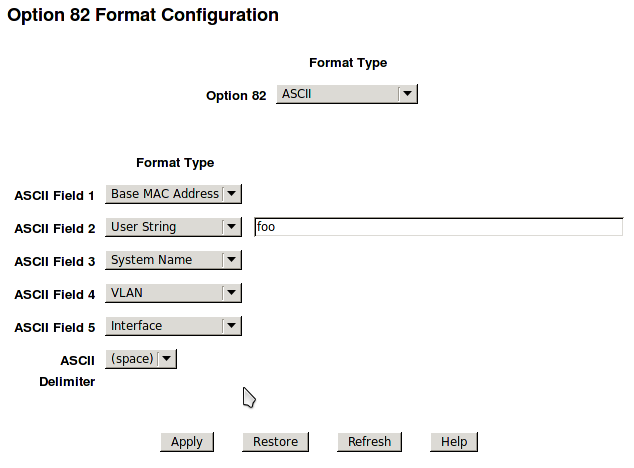 Option 82 Format Configuration
Format Type
Option 82 ASCII
Format Type
ASCII Field 1 Base MAC Address
ASCII Field 2 User String foo
ASCII Field 3 System Name
ASCII Field 4 VLAN
ASCII Field 5 Interface
ASCII (space)
Delimiter
Apply Restore Refresh Help